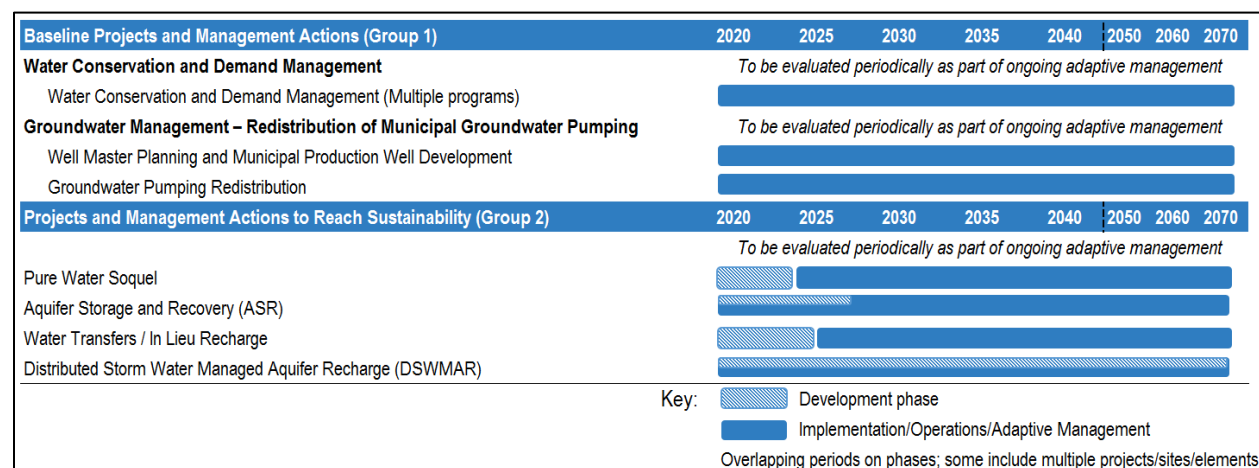 Baseline Projects and Management Actions (Group 1) 2020 2025 2030 2035 2040 2050 2060 2070
Water Conservation and Demand Management To be evaluated periodically as part of ongoing adaptive management
Water Conservation and Demand Management (Multiple programs)
Groundwater Management – Redistribution of Municipal Groundwater Pumping To be evaluated periodically as part of ongoing adaptive management
Well Master Planning and Municipal Production Well Development
Groundwater Pumping Redistribution
Projects and Management Actions to Reach Sustainability (Group 2) 2020 2025 2030 2035 2040 2050 2060 2070
To be evaluated periodically as part of ongoing adaptive management
Pure Water Soquel
Aquifer Storage and Recovery (ASR)
Water Transfers / In Lieu Recharge
Distributed Storm Water Managed Aquifer Recharge (DSWMAR)
Key: Development phase
Implementation/Operations/Adaptive Management
Overlapping periods on phases; some include multiple projects/sites/elements